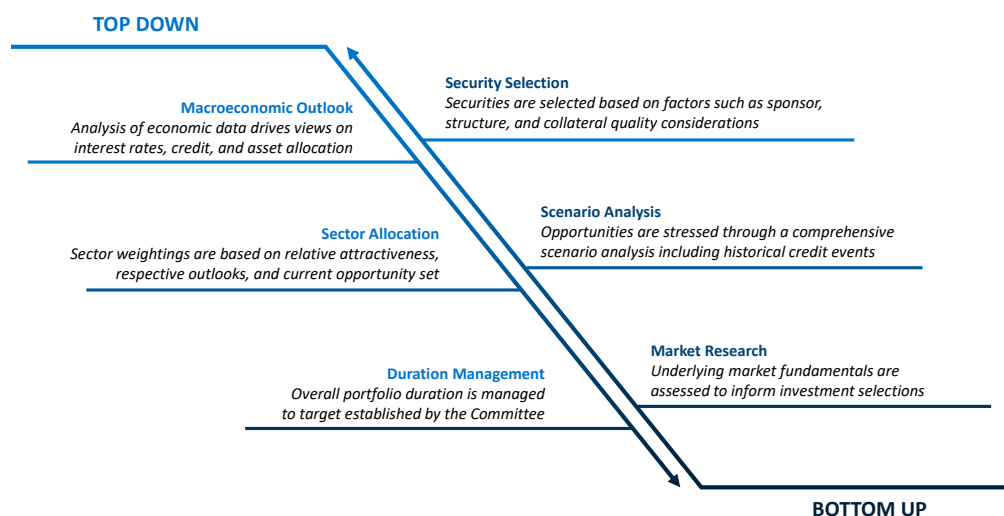 TOP DOWN
Macroeconomic Outlook
Analysis of economic data drives views on
interest rates, credit, and asset allocation
Sector Allocation
Sector weightings are based on relative attractiveness,
respective outlooks, and current opportunity set
Duration Management
Overall portfolio duration is managed
to target established by the Committee
Security Selection
Securities are selected based on factors such as sponsor,
structure, and collateral quality considerations
Scenario Analysis
Opportunities are stressed through a comprehensive
scenario analysis including historical credit events
Market Research
Underlying market fundamentals are
assessed to inform investment selections
BOTTOM UP